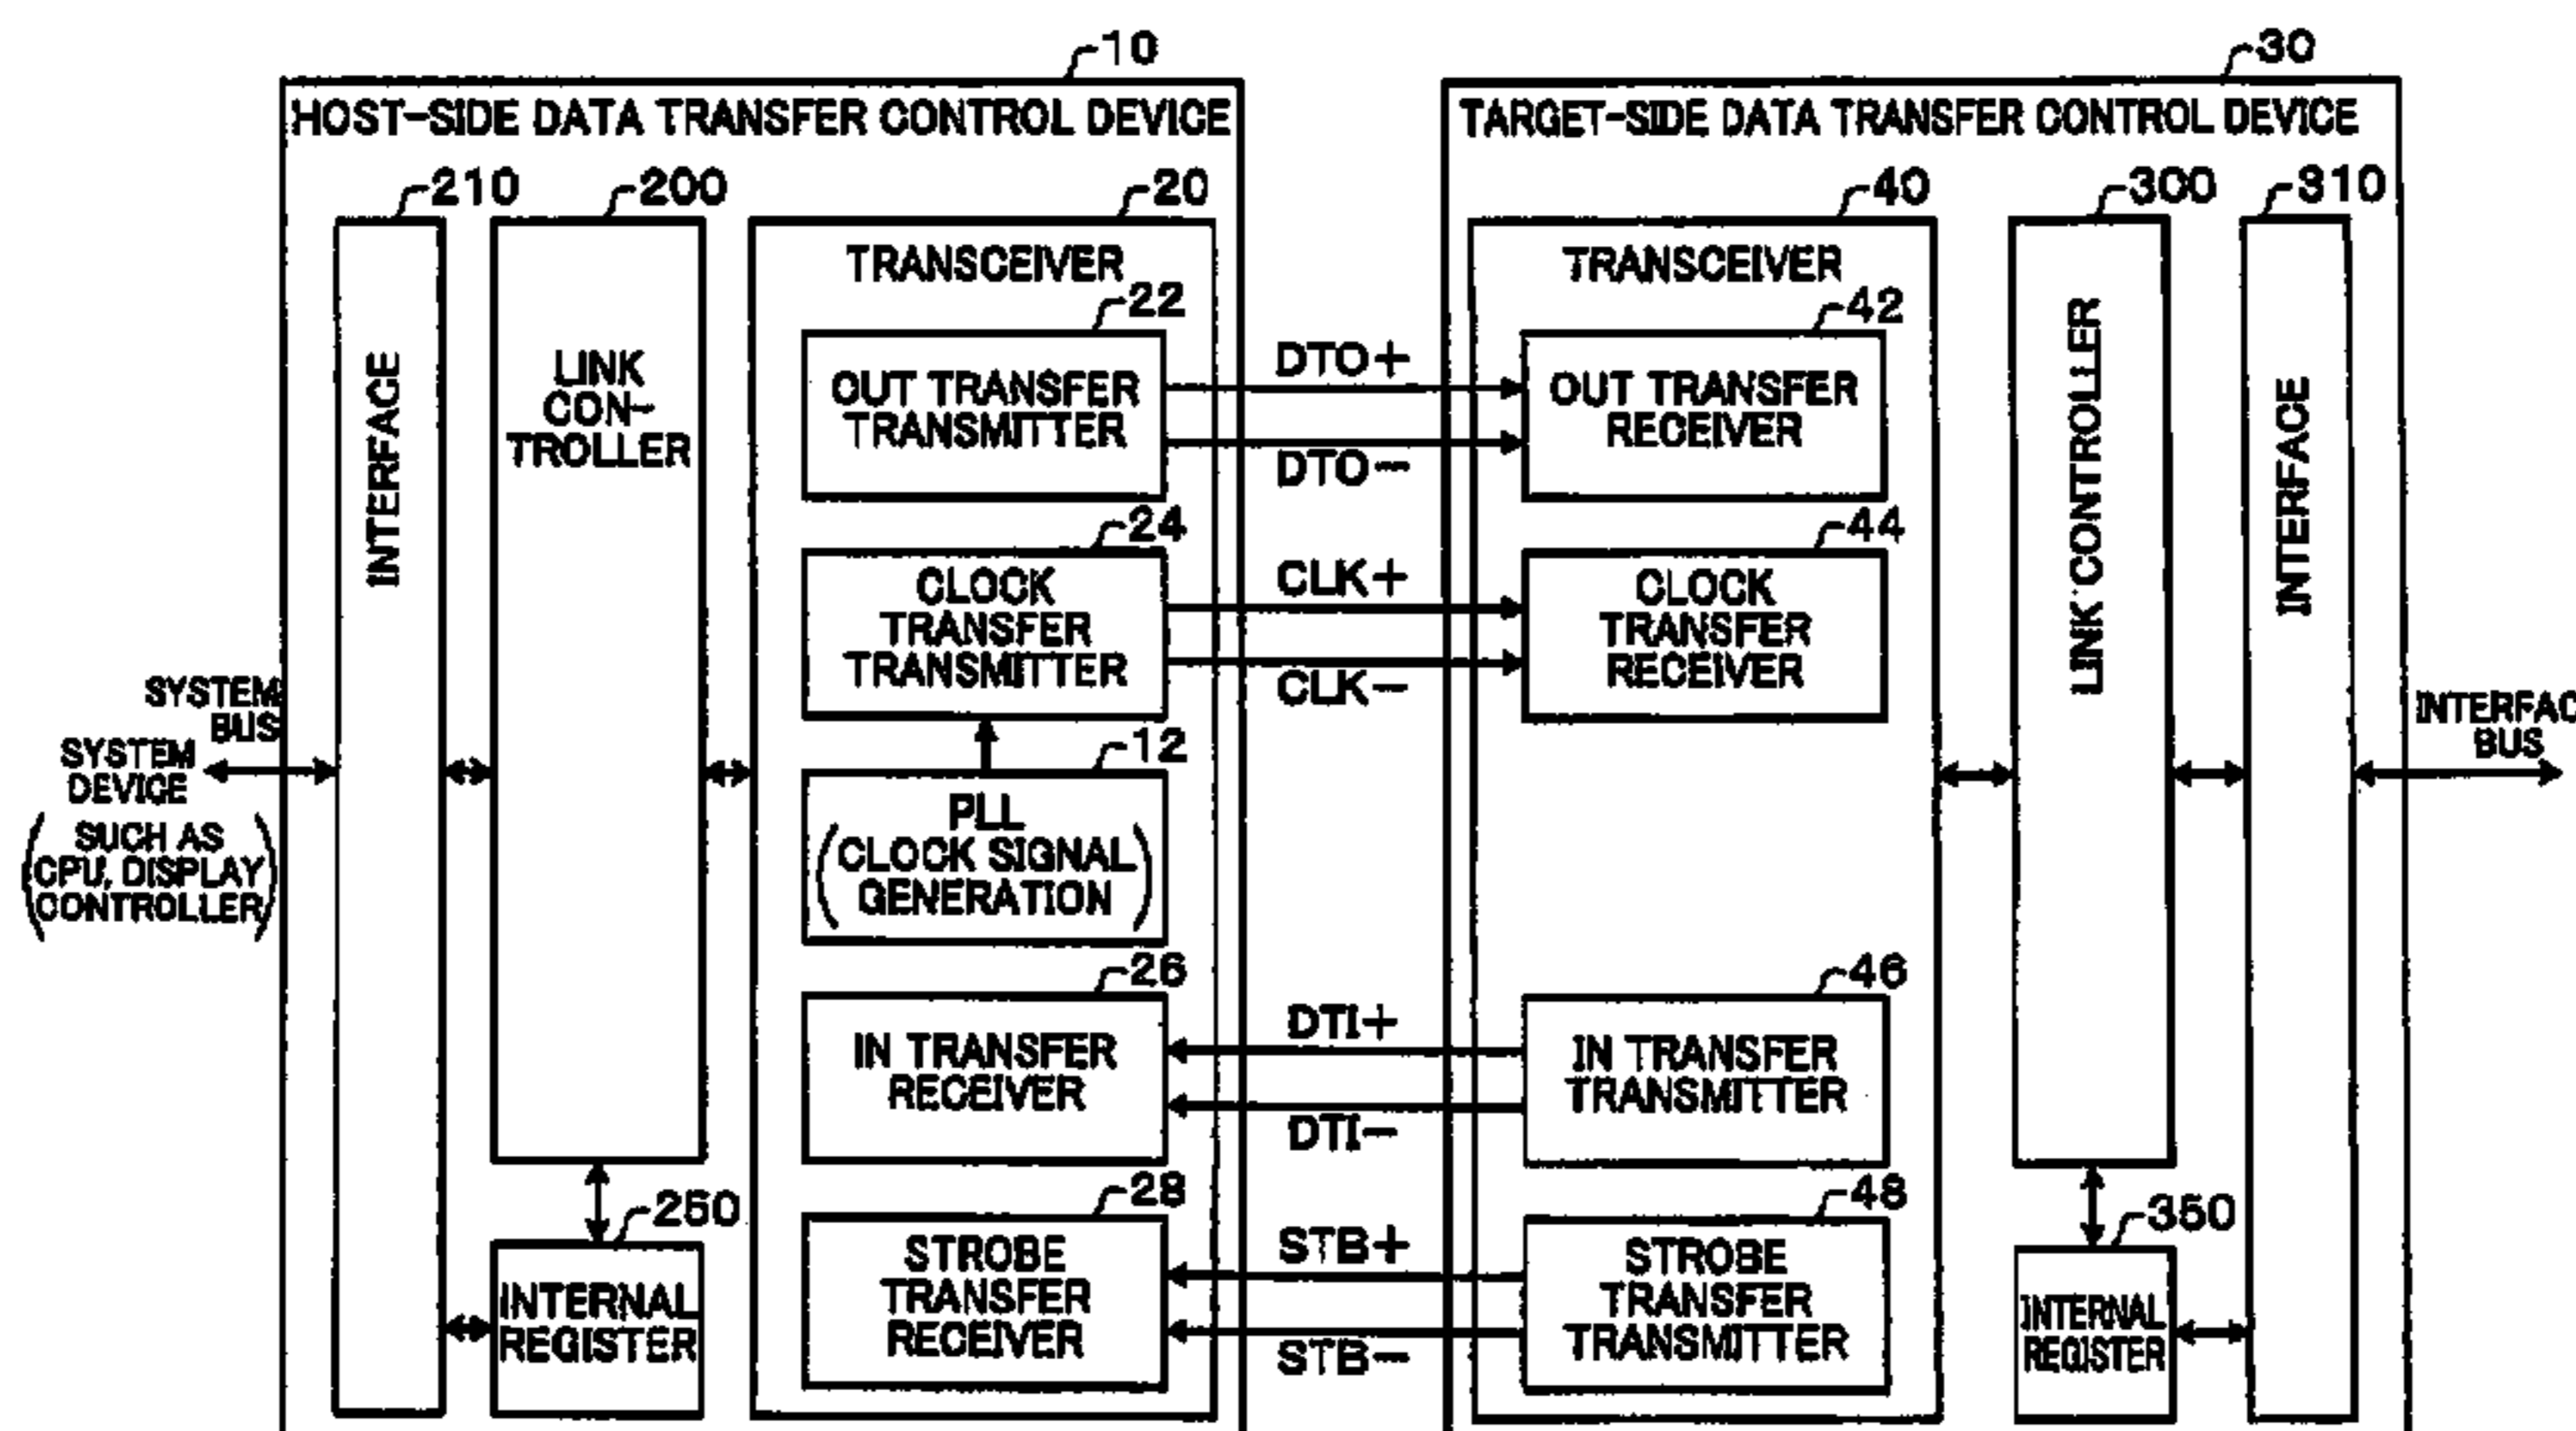 10
30
HOST-SIDE DATA TRANSFER CONTROL DEVICE
TARGET-SIDE DATA TRANSFER CONTROL DEVICE
210
200
20
40
300
310
INTERFACE
LINK
CON-
TROLLER
TRANSCEIVER
22
OUT TRANSFER
TRANSMITTER
24
CLOCK
TRANSFER
TRANSMITTER
12
PLL
(CLOCK SIGNAL
GENERATION)
26
IN TRANSFER
RECEIVER
28
STROBE
TRANSFER
RECEIVER
250
INTERNAL
REGISTER
SYSTEM
BUS
SYSTEM
DEVICE
(SUCH AS
CPU, DISPLAY
CONTROLLER)
DTO+
DTO-
CLK+
CLK-
DTI+
DTI-
STB+
STB-
TRANSCEIVER
42
OUT TRANSFER
RECEIVER
44
CLOCK
TRANSFER
RECEIVER
46
IN TRANSFER
TRANSMITTER
48
STROBE
TRANSFER
TRANSMITTER
LINK CONTROLLER
INTERFACE
350
INTERNAL
REGISTER
INTERFAC
BUS